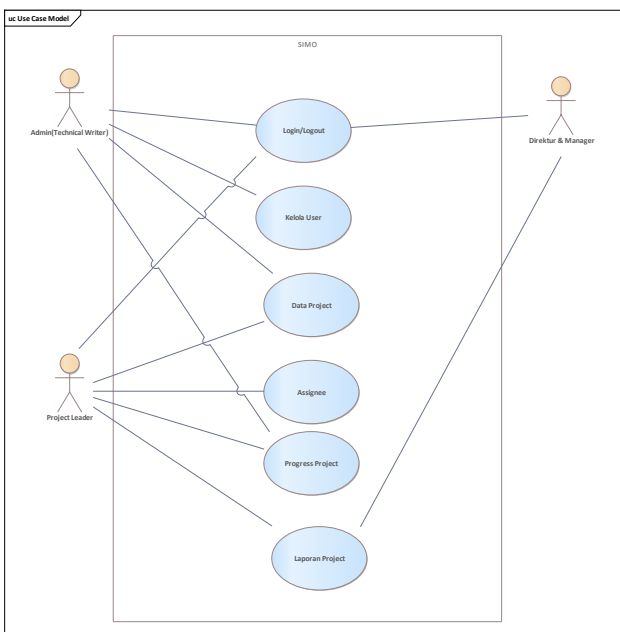 uc Use Case Model
SIMO
Admin(Technical Writer)
Login/Logout
Direktur & Manager
Kelola User
Data Project
Project Leader
Assignee
Progress Project
Laporan Project